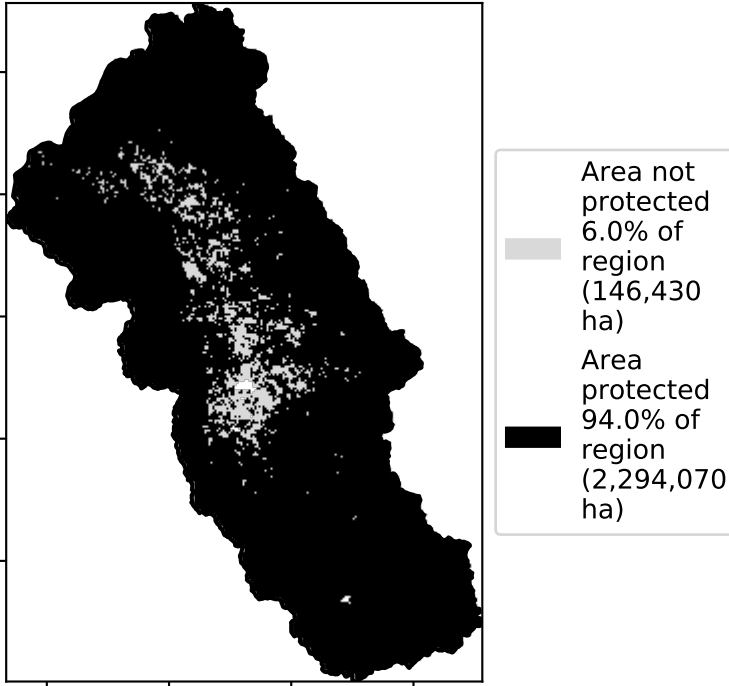 Area not
protected
6.0% of
region
(146,430
ha)
Area
protected
94.0% of
region
(2,294,070
ha)